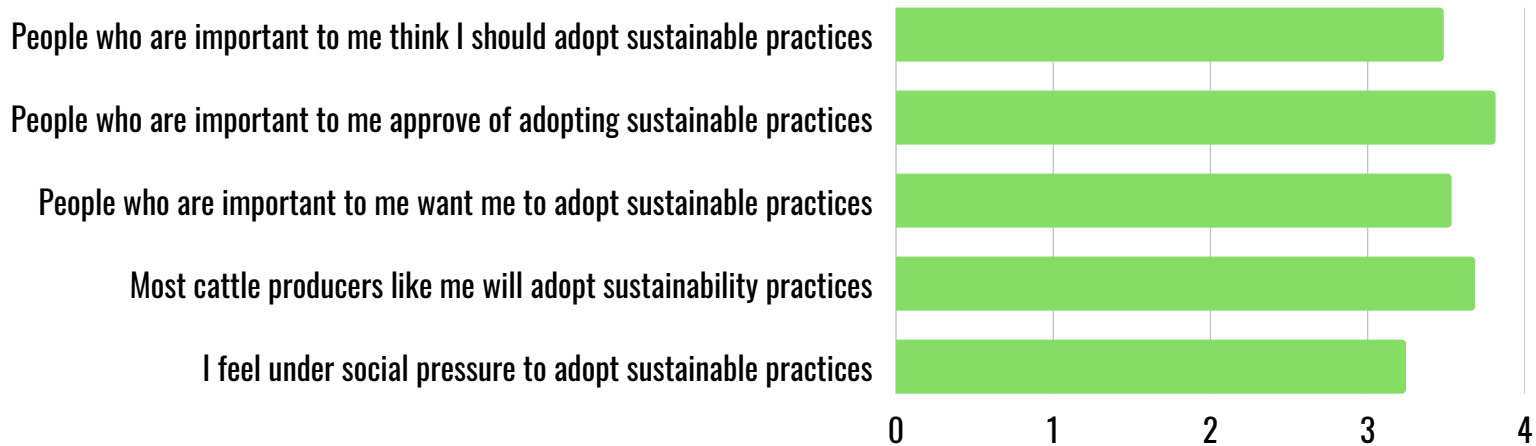 People who are important to me think I should adopt sustainable practices
People who are important to me approve of adopting sustainable practices
People who are important to me want me to adopt sustainable practices
Most cattle producers like me will adopt sustainability practices
I feel under social pressure to adopt sustainable practices
0 1 2 3 4